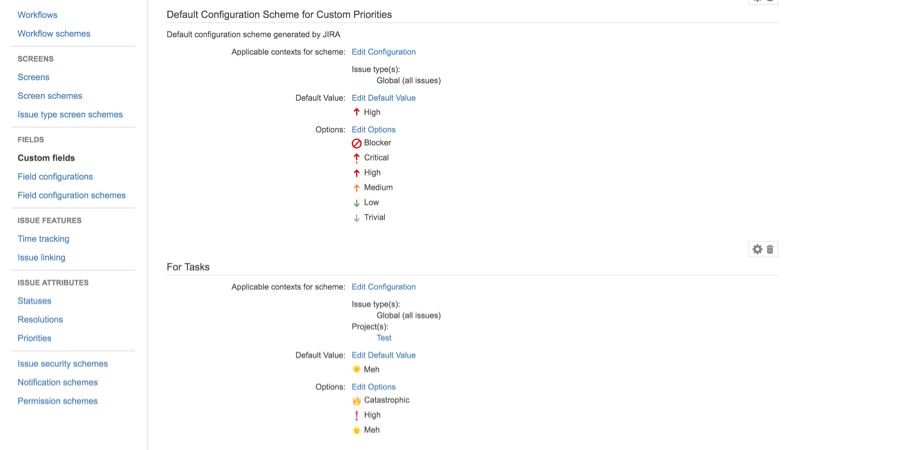 Workflows
Workflow schemes
SCREENS
Screens
Screen schemes
Issue type screen schemes
FIELDS
Custom fields
Field configurations
Field configuration schemes
ISSUE FEATURES
Time tracking
Issue linking
ISSUE ATTRIBUTES
Statuses
Resolutions
Priorities
Issue security schemes
Notification schemes
Permission schemes
Default Configuration Scheme for Custom Priorities
Default configuration scheme generated by JIRA
Applicable contexts for scheme: Edit Configuration
Issue type(s):
Global (all issues)
Default Value: Edit Default Value
High
Options: Edit Options
Blocker
Critical
High
Medium
Low
Trivial
For Tasks
Applicable contexts for scheme: Edit Configuration
Issue type(s):
Global (all issues)
Project(s):
Test
Default Value: Edit Default Value
Meh
Options: Edit Options
Catastrophic
High
Meh